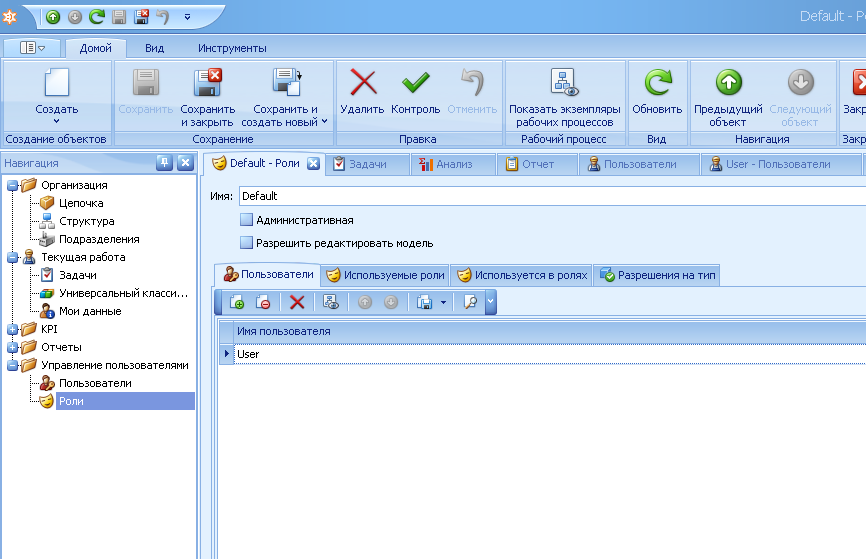 Default - Ро
Домой Вид Инструменты
Создать Сохранить Сохранить и закрыть Сохранить и создать новый Удалить Контроль Отменить Показать экземпляры рабочих процессов Обновить Предыдущий объект Следующий объект Закр
Создание объектов Сохранение Правка Рабочий процесс Вид Навигация Закр
Навигация
Default - Роли Задачи Анализ Отчет Пользователи User - Пользователи
Организация
Цепочка
Структура
Подразделения
Текущая работа
Задачи
Универсальный класси...
Мои данные
KPI
Отчеты
Управление пользователями
Пользователи
Роли
Имя: Default
Административная
Разрешить редактировать модель
Пользователи Используемые роли Используется в ролях Разрешения на тип
Имя пользователя
User